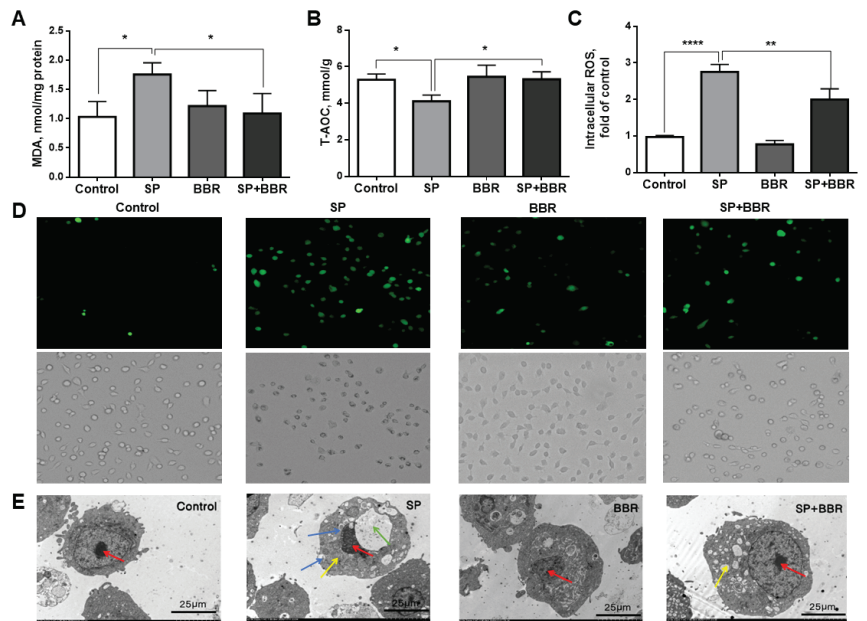 A
MDA, nmol/mg protein
2.5
2.0
1.5
1.0
0.5
0.0
* *
Control SP BBR SP+BBR
B
T-AOC, mmol/g
8
6
4
2
0
* *
Control SP BBR SP+BBR
C
Intracellular ROS,
fold of control
4
3
2
1
0
**** **
Control SP BBR SP+BBR
D
Control SP BBR SP+BBR
E
Control SP BBR SP+BBR
25μm 25μm 25μm 25μm